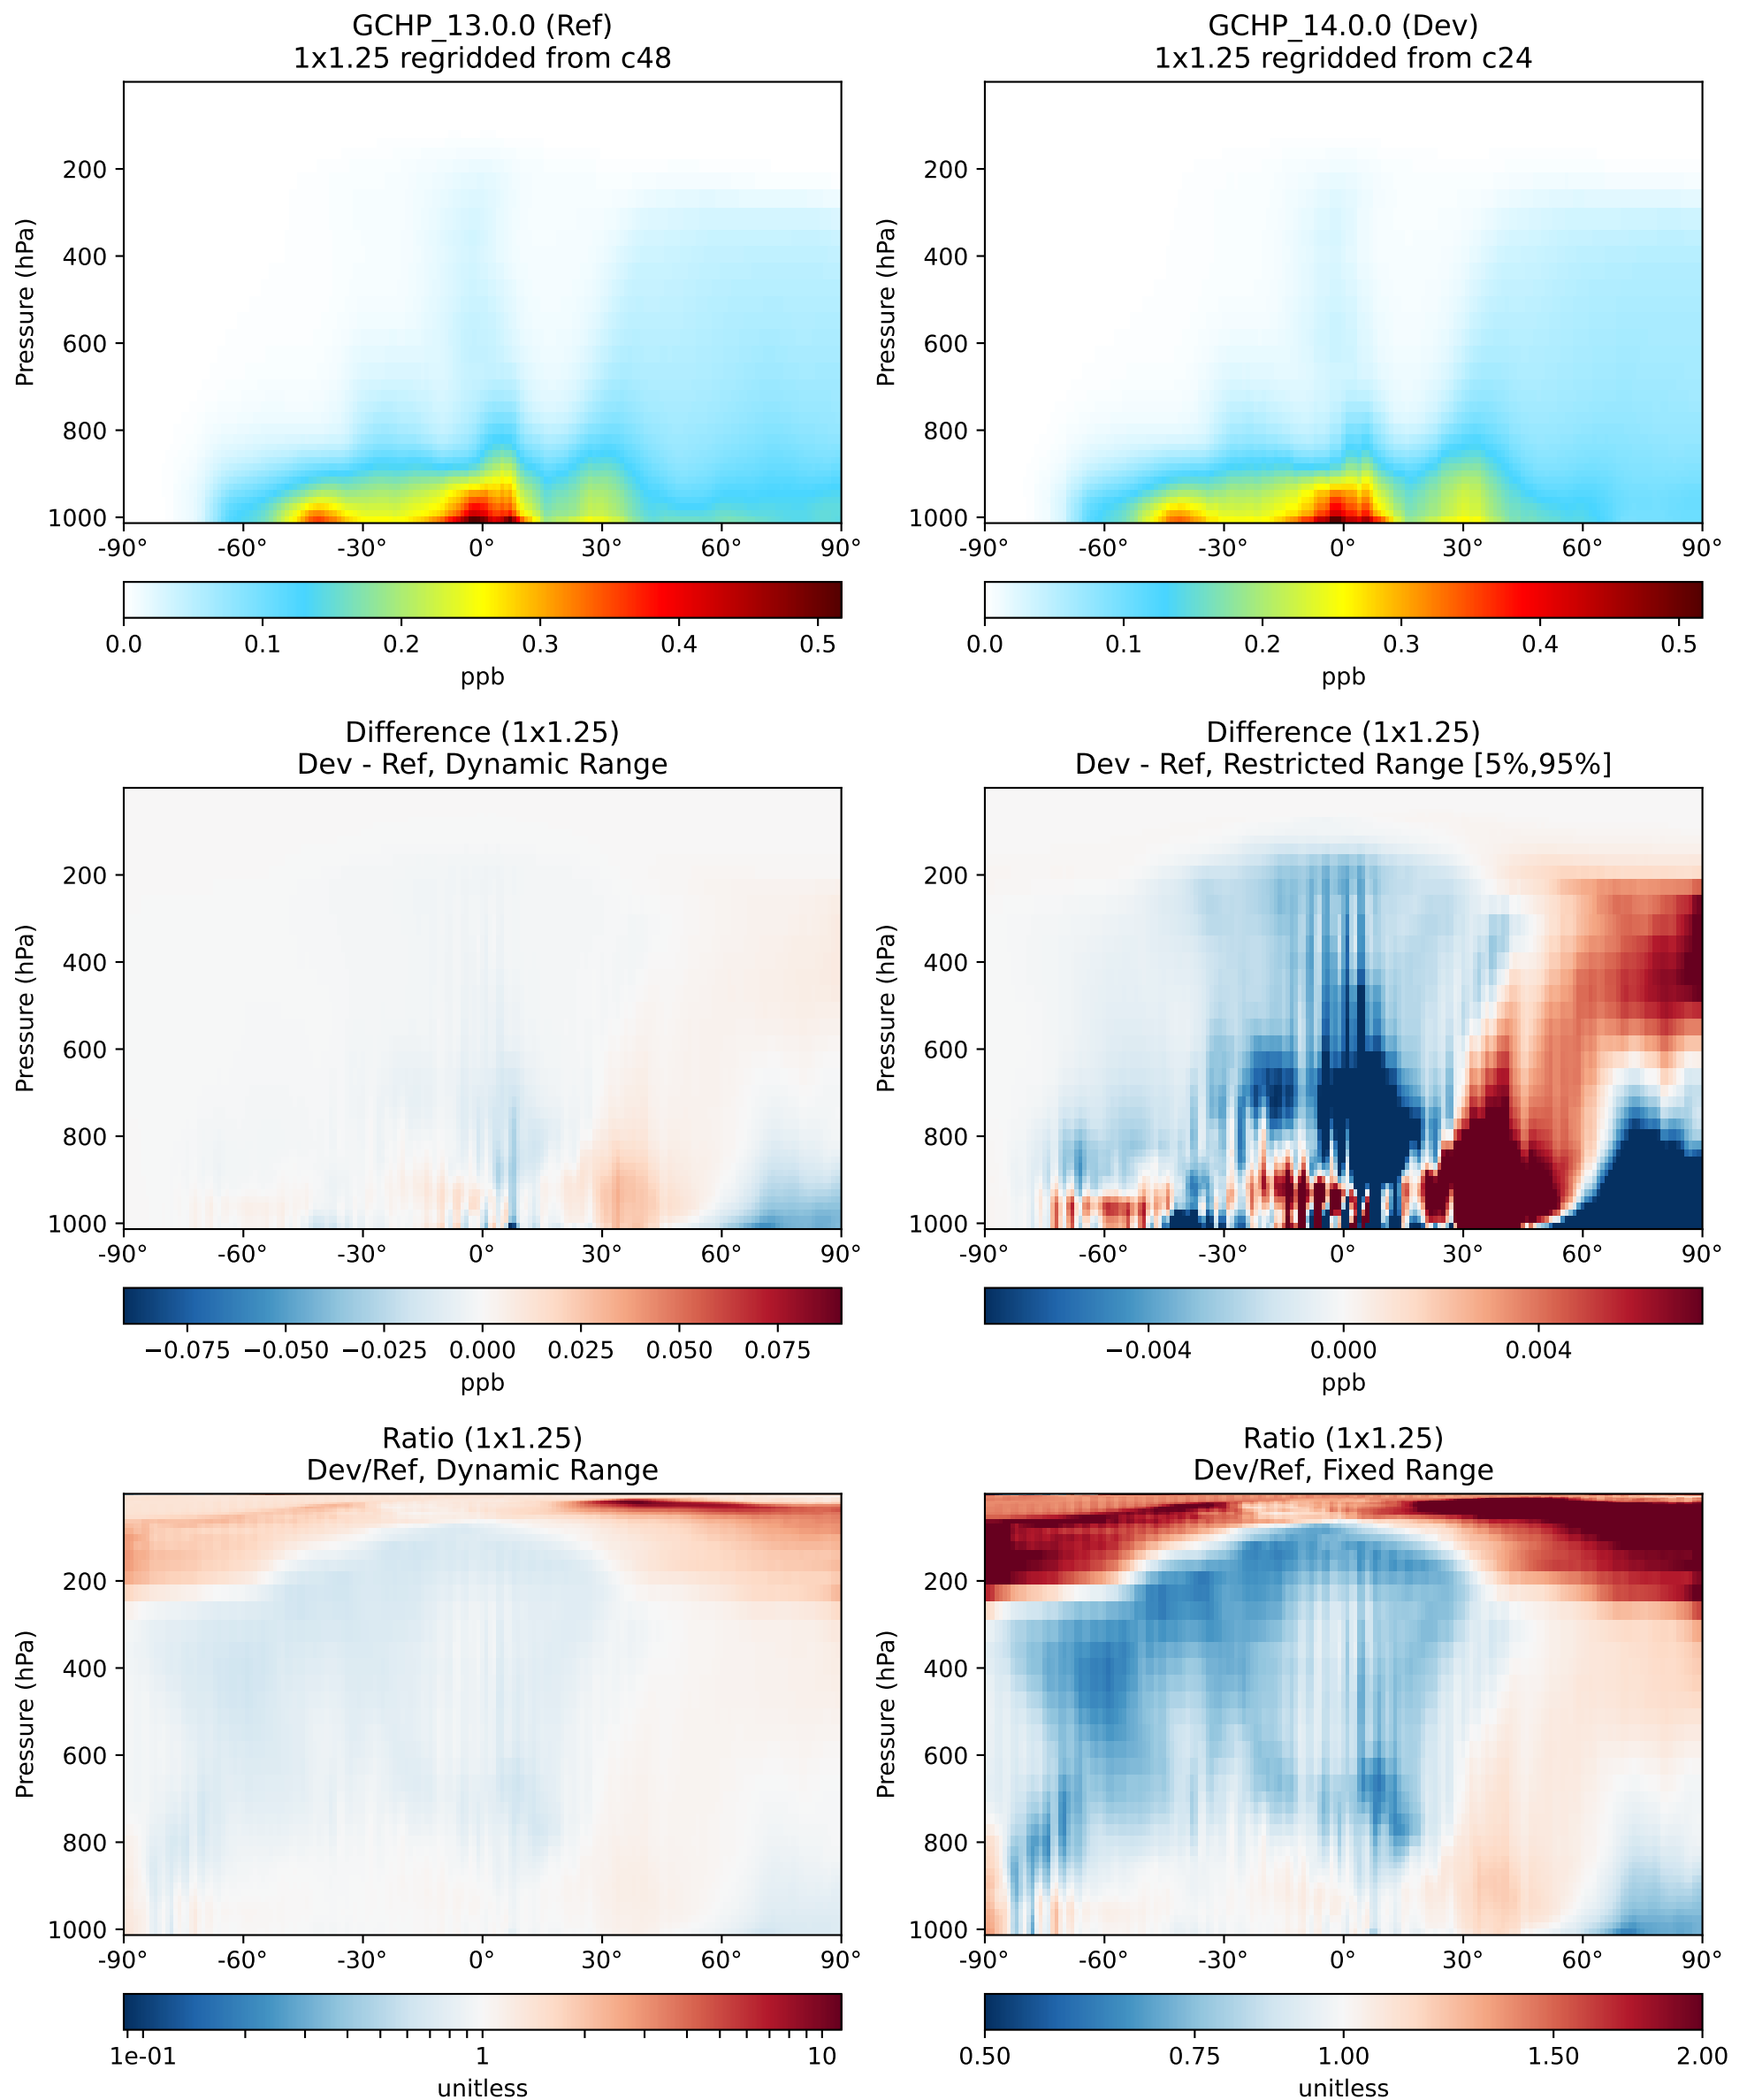 GCHP_13.0.0 (Ref)
1x1.25 regridded from c48
Pressure (hPa)
200
400
600
800
1000
-90° -60° -30° 0° 30° 60° 90°
0.0 0.1 0.2 0.3 0.4 0.5
ppb
GCHP_14.0.0 (Dev)
1x1.25 regridded from c24
Pressure (hPa)
200
400
600
800
1000
-90° -60° -30° 0° 30° 60° 90°
0.0 0.1 0.2 0.3 0.4 0.5
ppb
Difference (1x1.25)
Dev - Ref, Dynamic Range
Pressure (hPa)
200
400
600
800
1000
-90° -60° -30° 0° 30° 60° 90°
−0.075 −0.050 −0.025 0.000 0.025 0.050 0.075
ppb
Difference (1x1.25)
Dev - Ref, Restricted Range [5%,95%]
Pressure (hPa)
200
400
600
800
1000
-90° -60° -30° 0° 30° 60° 90°
−0.004 0.000 0.004
ppb
Ratio (1x1.25)
Dev/Ref, Dynamic Range
Pressure (hPa)
200
400
600
800
1000
-90° -60° -30° 0° 30° 60° 90°
1e-01 1 10
unitless
Ratio (1x1.25)
Dev/Ref, Fixed Range
Pressure (hPa)
200
400
600
800
1000
-90° -60° -30° 0° 30° 60° 90°
0.50 0.75 1.00 1.50 2.00
unitless